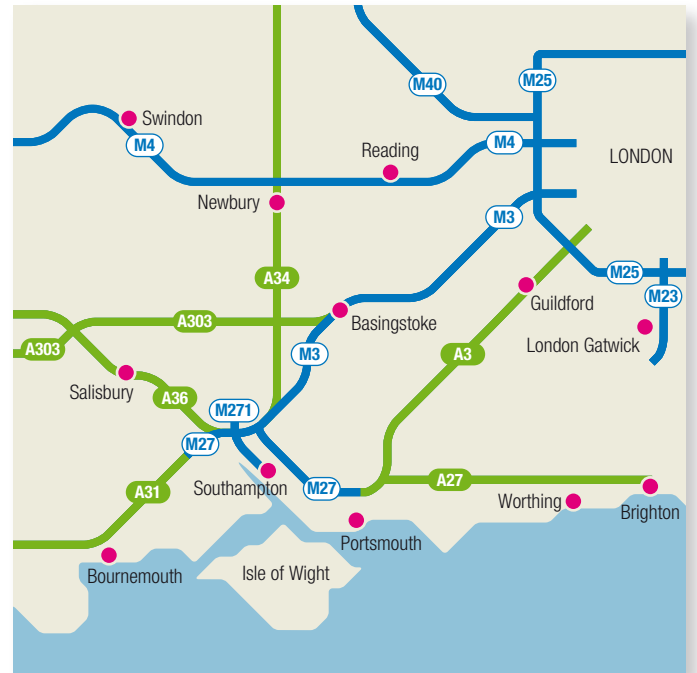 M40
M25
Swindon
M4
Reading
M4
LONDON
Newbury
M3
A34
M25
M23
Guildford
A303
Basingstoke
London Gatwick
A303
M3
A3
Salisbury
A36
M271
M27
A31
Southampton
M27
A27
Worthing
Brighton
Portsmouth
Bournemouth
Isle of Wight